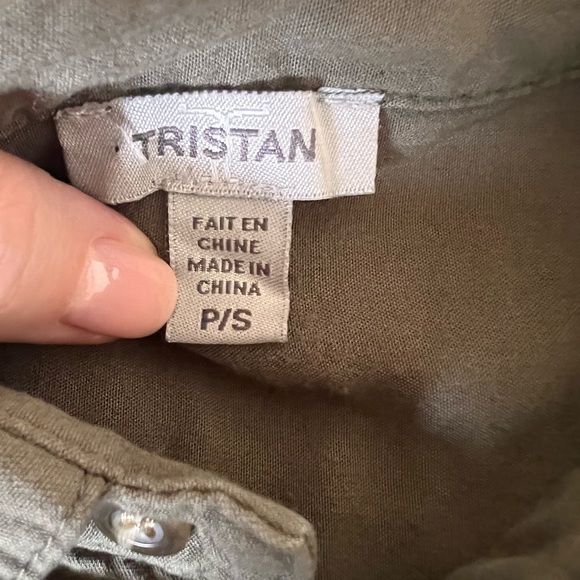 TRISTAN
FAIT EN
CHINE
MADE IN
CHINA
P/S